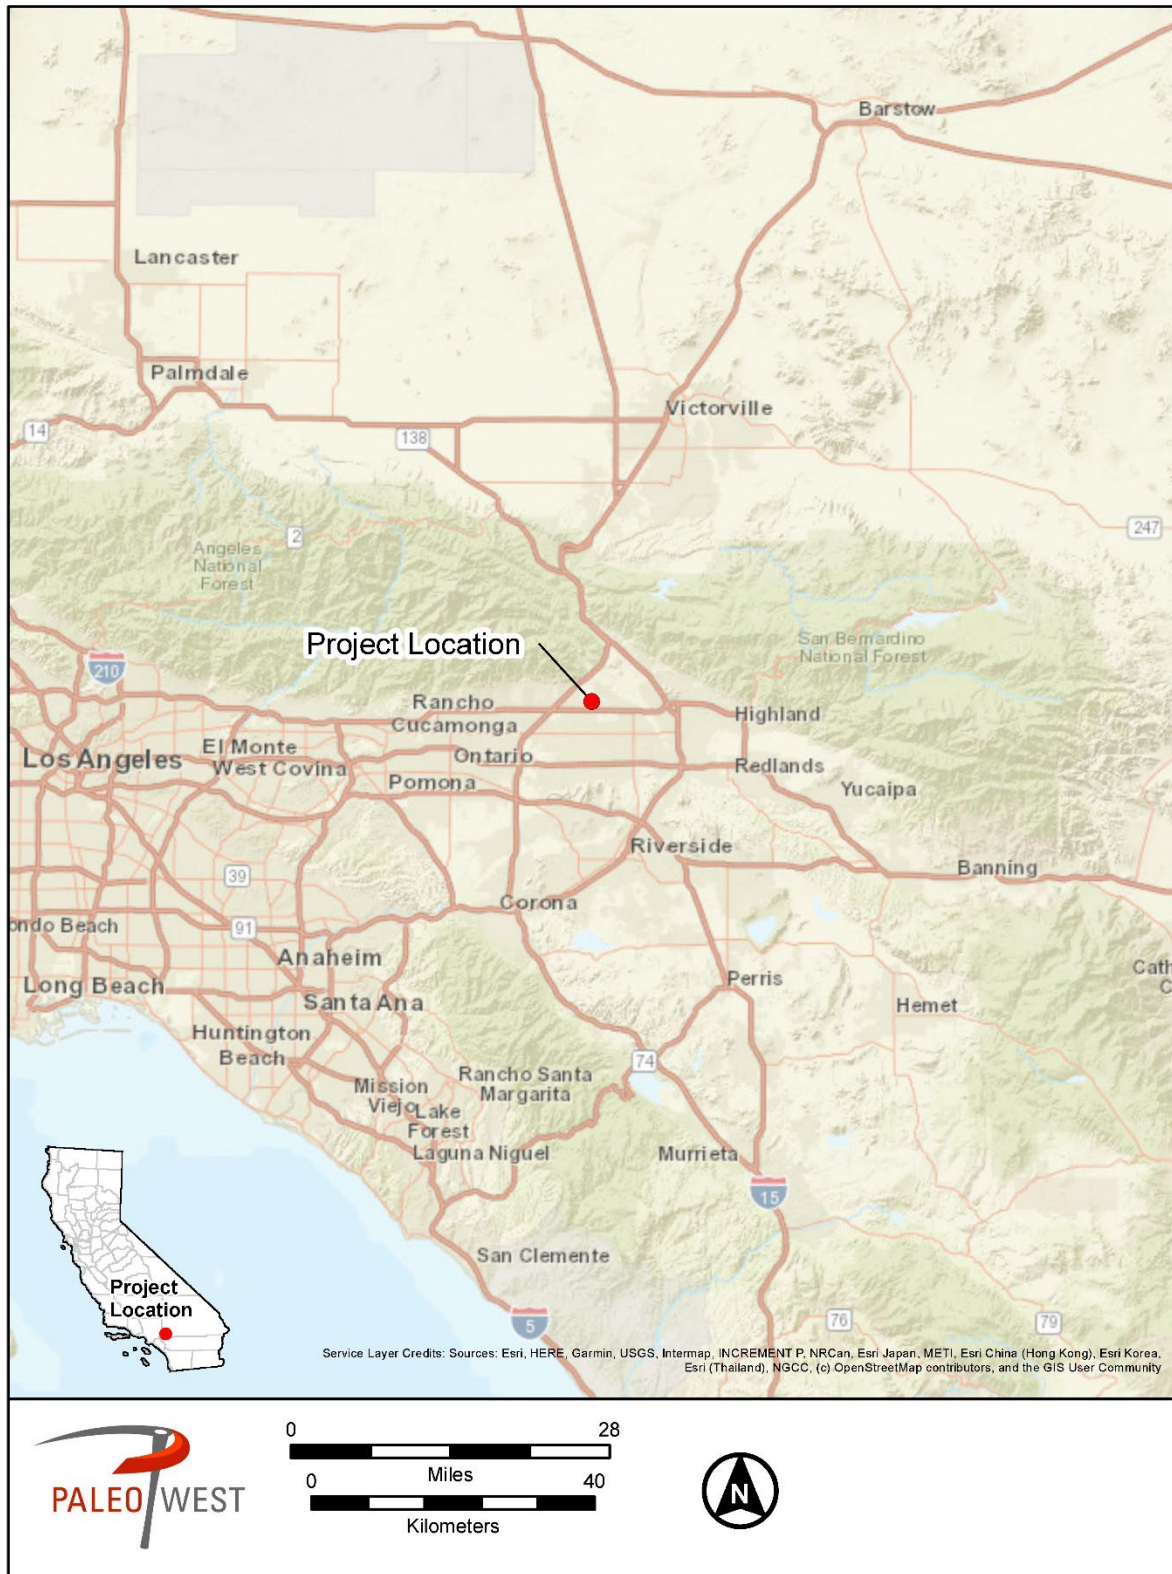 Barstow
Lancaster
Palmdale
Victorville
14
138
247
2
Angeles
National
Forest
San Bernardino
National Forest
Project Location
210
Rancho
Cucamonga
Highland
El Monte
Los Angeles
West Covina
Ontario
Redlands
Pomona
Yucaipa
Riverside
Banning
39
Corona
91
ondo Beach
Anaheim
Long Beach
Santa Ana
Perris
Cath
C
Hemet
Huntington
Beach
74
Rancho Santa
Margarita
Mission
Viejo
Lake
Forest
Laguna Niguel
Murrieta
15
San Clemente
5
76
79
Project
Location
Service Layer Credits: Sources: Esri, HERE, Garmin, USGS, Intermap, INCREMENT P, NRCan, Esri Japan, METI, Esri China (Hong Kong), Esri Korea,
Esri (Thailand), NGCC, (c) OpenStreetMap contributors, and the GIS User Community
PALEO WEST
0 28
Miles
0 40
Kilometers
N